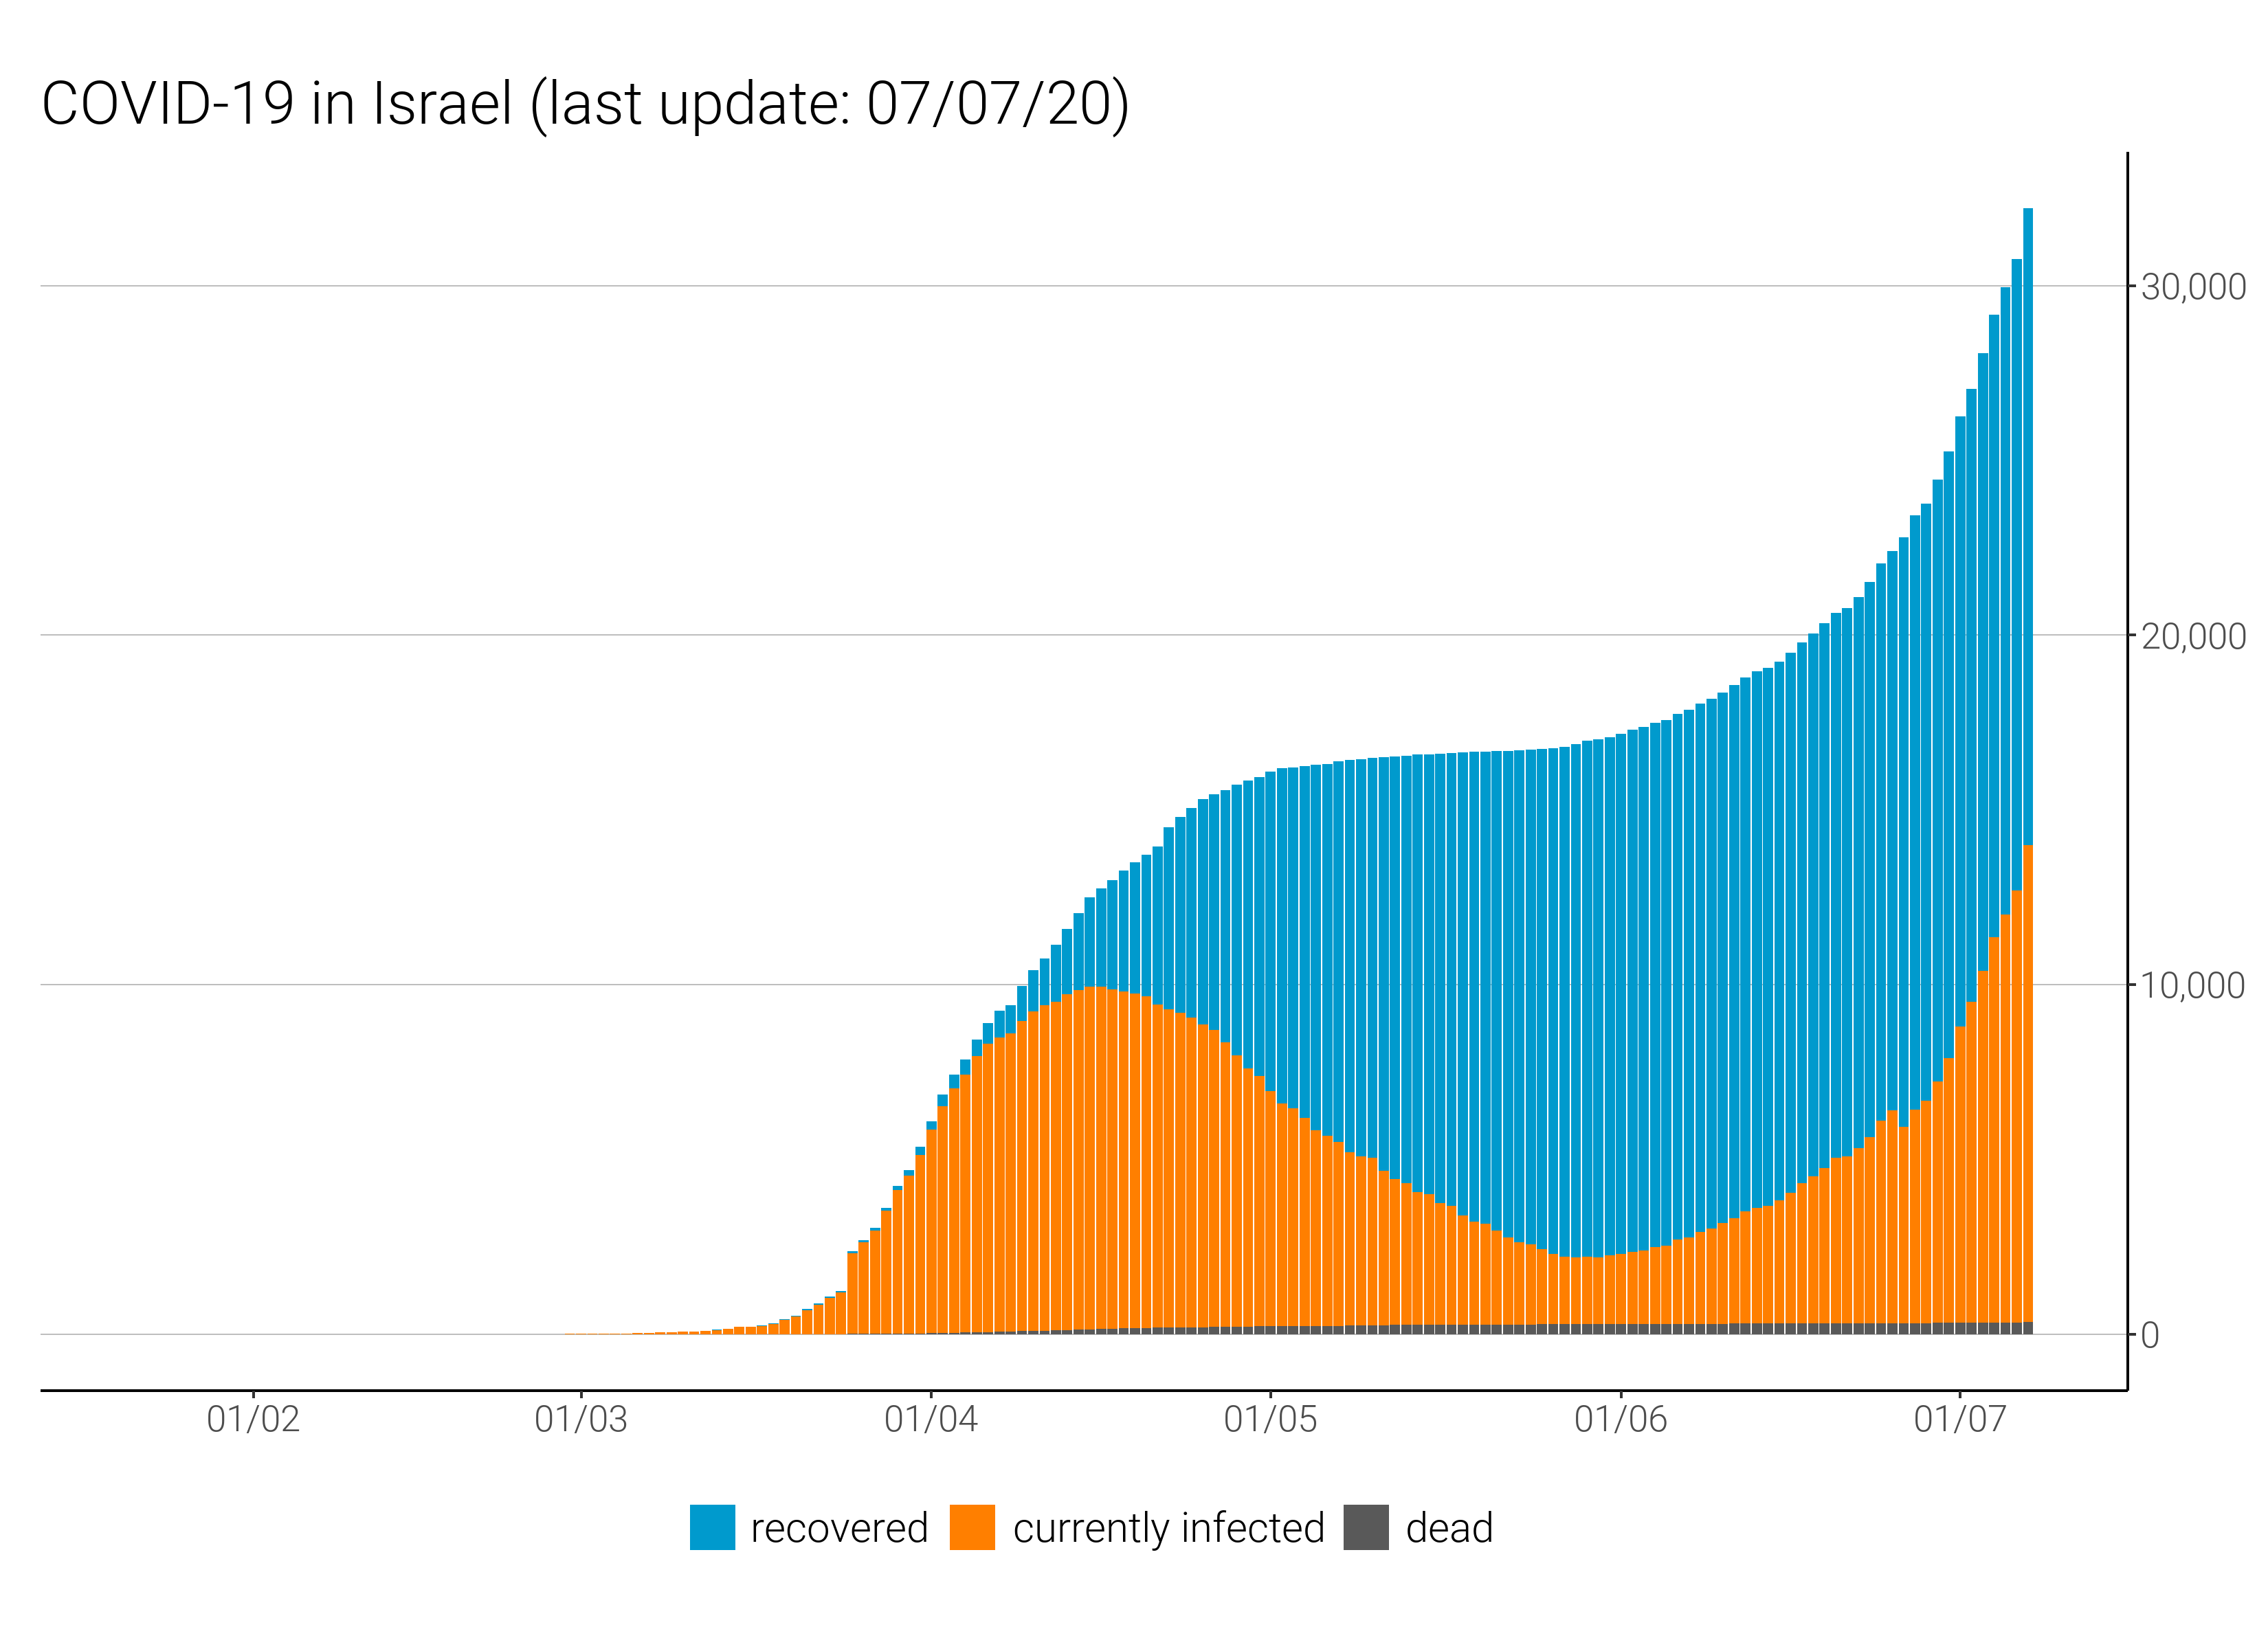 COVID-19 in Israel (last update: 07/07/20)
30,000
20,000
10,000
0
01/02 01/03 01/04 01/05 01/06 01/07
recovered currently infected dead